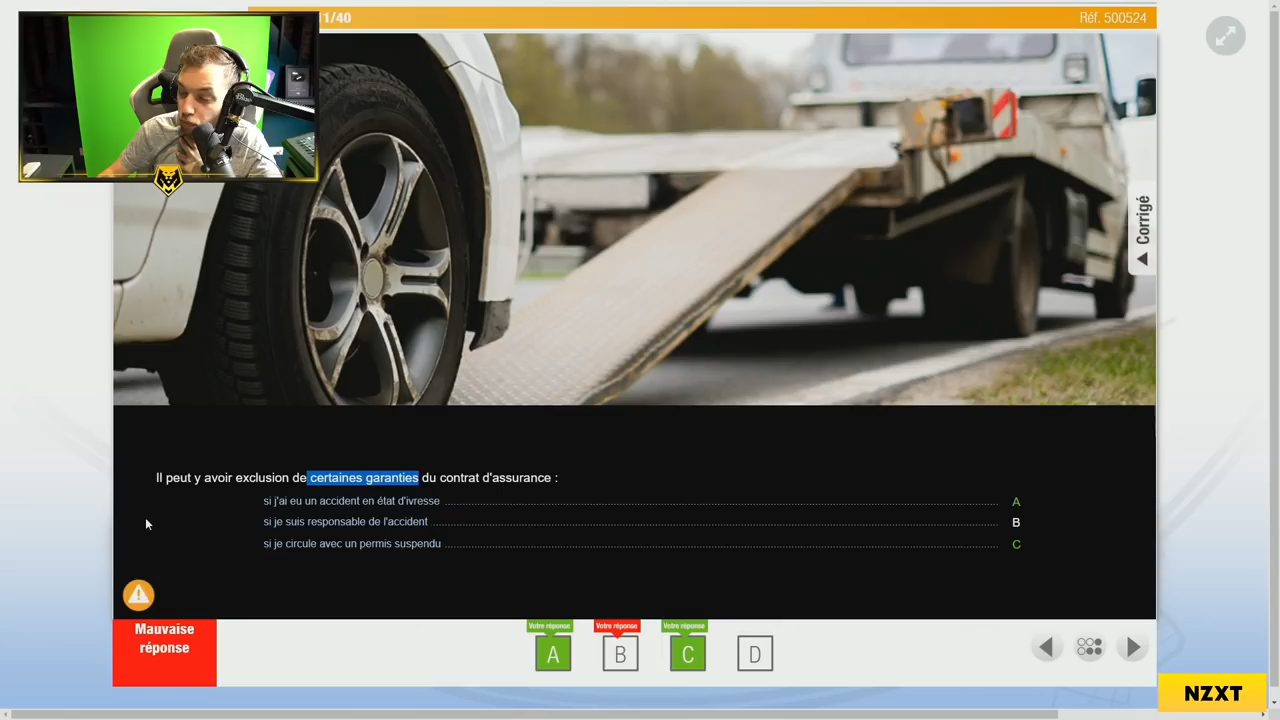 1/40
Réf. 500524
Corrigé
Il peut y avoir exclusion de certaines garanties du contrat d'assurance :
si j'ai eu un accident en état d'ivresse A
si je suis responsable de l'accident B
si je circule avec un permis suspendu C
Mauvaise
réponse
Votre réponse
Votre réponse
Votre réponse
A B C D
NZXT